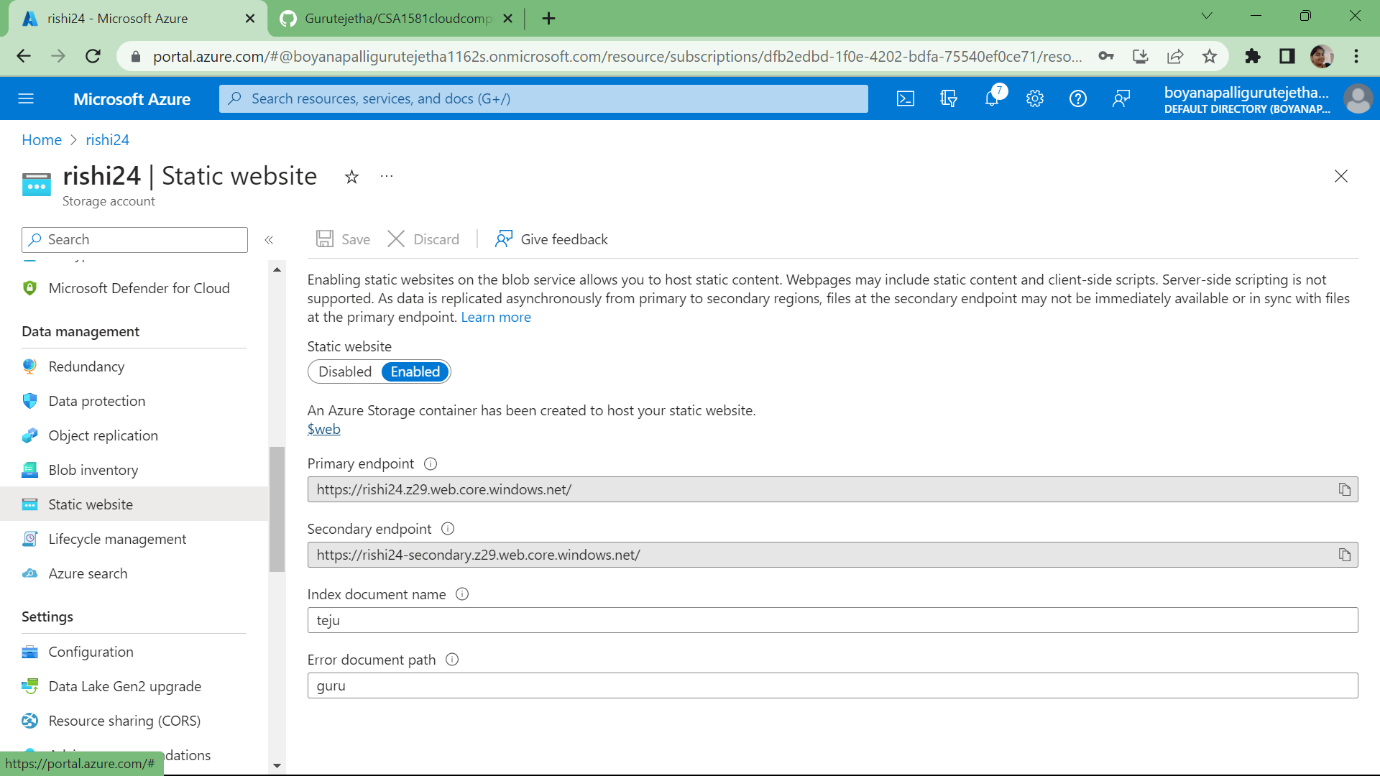 rishi24 - Microsoft Azure
Gurutejetha/CSA1581cloudcomp
portal.azure.com/#@boyanapalligurutejetha1162s.onmicrosoft.com/resource/subscriptions/dfb2edbd-1f0e-4202-bdfa-75540ef0ce71/reso...
Microsoft Azure
Search resources, services, and docs (G+/)
7
boyanapalligurutejetha...
DEFAULT DIRECTORY (BOYANAP...
Home > rishi24
rishi24 | Static website
Storage account
Search
Save
Discard
Give feedback
Microsoft Defender for Cloud
Data management
Redundancy
Data protection
Object replication
Blob inventory
Static website
Lifecycle management
Azure search
Settings
Configuration
Data Lake Gen2 upgrade
Resource sharing (CORS)
dations
https://portal.azure.com/#
Enabling static websites on the blob service allows you to host static content. Webpages may include static content and client-side scripts. Server-side scripting is not
supported. As data is replicated asynchronously from primary to secondary regions, files at the secondary endpoint may not be immediately available or in sync with files
at the primary endpoint. Learn more
Static website
Disabled Enabled
An Azure Storage container has been created to host your static website.
$web
Primary endpoint
https://rishi24.z29.web.core.windows.net/
Secondary endpoint
https://rishi24-secondary.z29.web.core.windows.net/
Index document name
teju
Error document path
guru